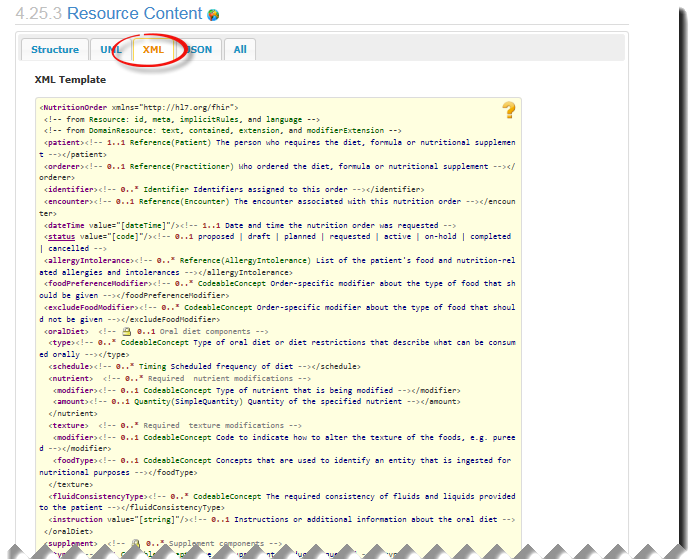 4.25.3 Resource Content
Structure UML XML JSON All
XML Template
<NutritionOrder xmlns="http://hl7.org/fhir">
<!-- from Resource: id, meta, implicitRules, and language -->
<!-- from DomainResource: text, contained, extension, and modifierExtension -->
<patient><!-- 1..1 Reference(Patient) The person who requires the diet, formula or nutritional supplemen
t --></patient>
<orderer><!-- 0..1 Reference(Practitioner) Who ordered the diet, formula or nutritional supplement --></
orderer>
<identifier><!-- 0..* Identifier Identifiers assigned to this order --></identifier>
<encounter><!-- 0..1 Reference(Encounter) The encounter associated with this nutrition order --></encoun
ter>
<dateTime value="[dateTime]"/><!-- 1..1 Date and time the nutrition order was requested -->
<status value="[code]"/><!-- 0..1 proposed | draft | planned | requested | active | on-hold | completed
| cancelled -->
<allergyIntolerance><!-- 0..* Reference(AllergyIntolerance) List of the patient's food and nutrition-rel
ated allergies and intolerances --></allergyIntolerance>
<foodPreferenceModifier><!-- 0..* CodeableConcept Order-specific modifier about the type of food that sh
ould be given --></foodPreferenceModifier>
<excludeFoodModifier><!-- 0..* CodeableConcept Order-specific modifier about the type of food that shoul
d not be given --></excludeFoodModifier>
<oralDiet> <!-- 0..1 Oral diet components -->
<type><!-- 0..* CodeableConcept Type of oral diet or diet restrictions that describe what can be consum
ed orally --></type>
<schedule><!-- 0..* Timing Scheduled frequency of diet --></schedule>
<nutrient> <!-- 0..* Required nutrient modifications -->
<modifier><!-- 0..1 CodeableConcept Type of nutrient that is being modified --></modifier>
<amount><!-- 0..1 Quantity(SimpleQuantity) Quantity of the specified nutrient --></amount>
</nutrient>
<texture> <!-- 0..* Required texture modifications -->
<modifier><!-- 0..1 CodeableConcept Code to indicate how to alter the texture of the foods, e.g. puree
d --></modifier>
<foodType><!-- 0..1 CodeableConcept Concepts that are used to identify an entity that is ingested for
nutritional purposes --></foodType>
</texture>
<fluidConsistencyType><!-- 0..* CodeableConcept The required consistency of fluids and liquids provided
to the patient --></fluidConsistencyType>
<instruction value="[string]"/><!-- 0..1 Instructions or additional information about the oral diet -->
</oralDiet>
<supplement> <!-- 0..* Supplement components -->